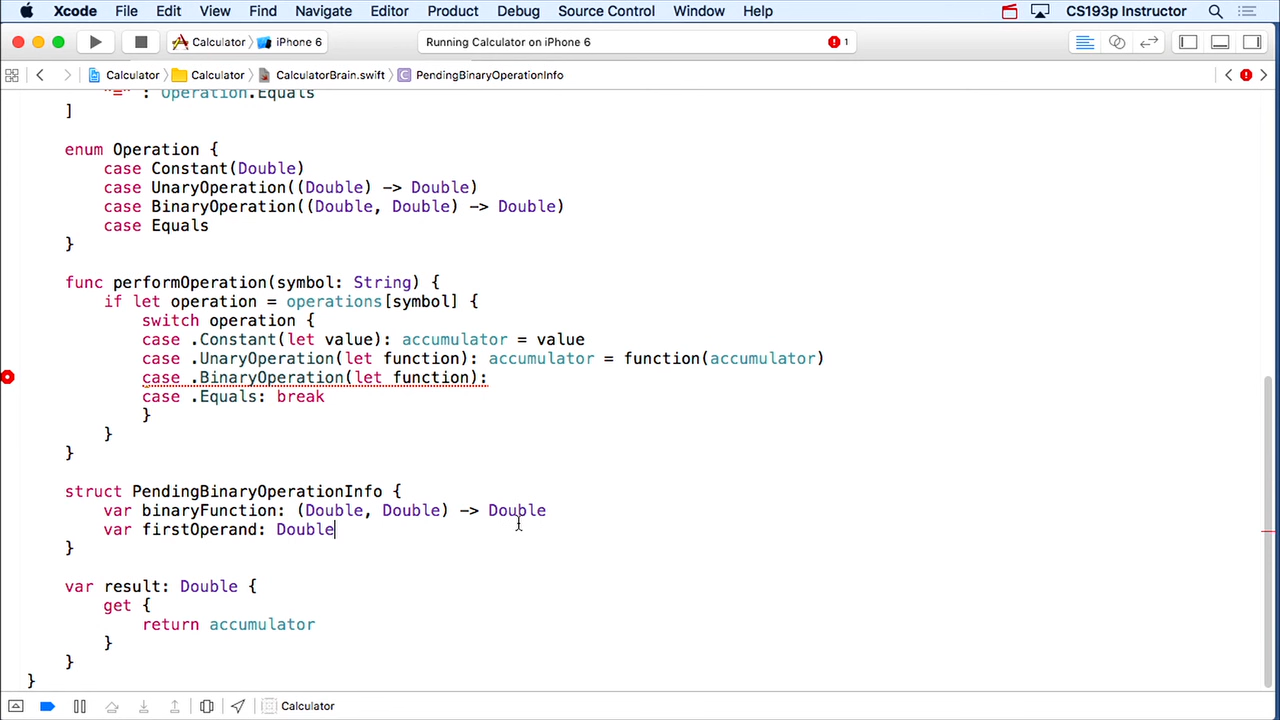 Xcode File Edit View Find Navigate Editor Product Debug Source Control Window Help CS193p Instructor
Calculator iPhone 6 Running Calculator on iPhone 6 1
Calculator Calculator CalculatorBrain.swift C PendingBinaryOperationInfo
"=" : Operation.Equals
]
enum Operation {
case Constant(Double)
case UnaryOperation((Double) -> Double)
case BinaryOperation((Double, Double) -> Double)
case Equals
}
func performOperation(symbol: String) {
if let operation = operations[symbol] {
switch operation {
case .Constant(let value): accumulator = value
case .UnaryOperation(let function): accumulator = function(accumulator)
case .BinaryOperation(let function):
case .Equals: break
}
}
}
struct PendingBinaryOperationInfo {
var binaryFunction: (Double, Double) -> Double
var firstOperand: Double
}
var result: Double {
get {
return accumulator
}
}
}
Calculator